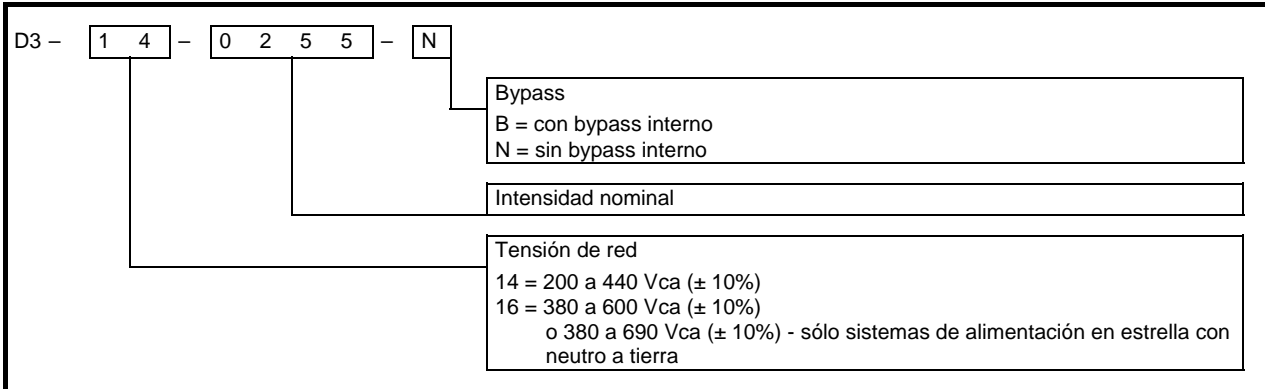 D3 – 1 4 – 0 2 5 5 – N
Bypass
B = con bypass interno
N = sin bypass interno
Intensidad nominal
Tensión de red
14 = 200 a 440 Vca (± 10%)
16 = 380 a 600 Vca (± 10%)
o 380 a 690 Vca (± 10%) - sólo sistemas de alimentación en estrella con
neutro a tierra